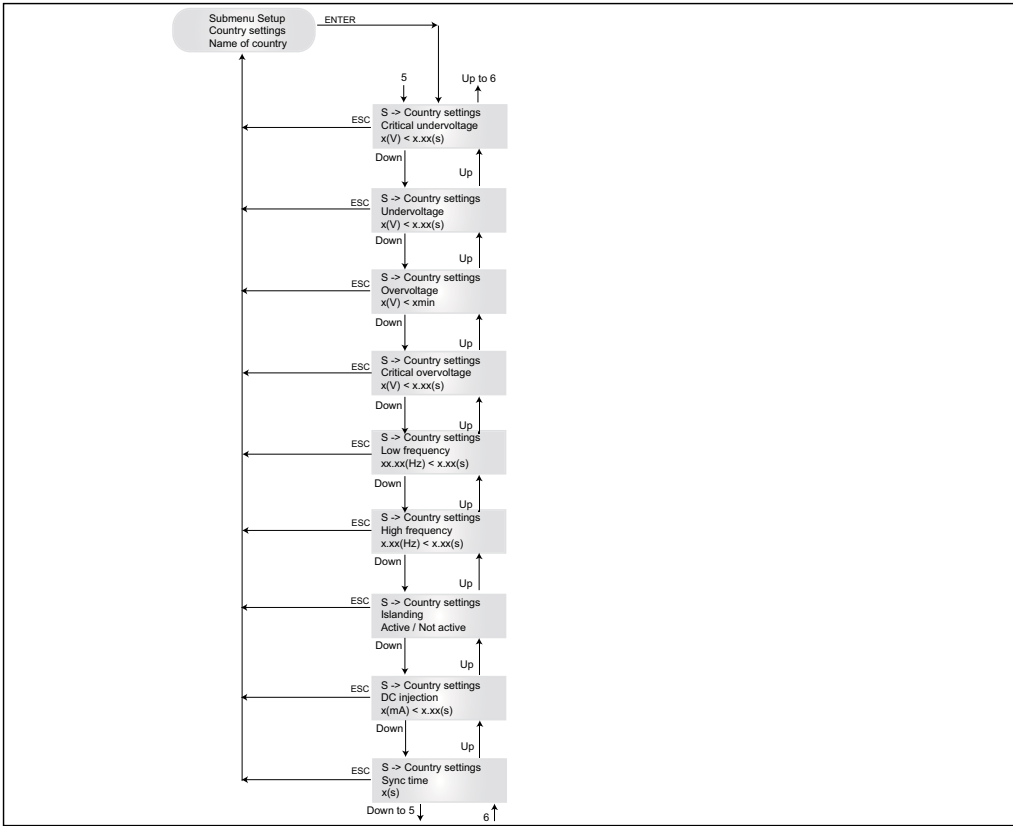 Submenu Setup
Country settings
Name of country
ENTER
5
Up to 6
S -> Country settings
Critical undervoltage
x(V) < x.xx(s)
ESC
Down
Up
S -> Country settings
Undervoltage
x(V) < x.xx(s)
ESC
Down
Up
S -> Country settings
Overvoltage
x(V) < xmin
ESC
Down
Up
S -> Country settings
Critical overvoltage
x(V) < x.xx(s)
ESC
Down
Up
S -> Country settings
Low frequency
xx.xx(Hz) < x.xx(s)
ESC
Down
Up
S -> Country settings
High frequency
x.xx(Hz) < x.xx(s)
ESC
Down
Up
S -> Country settings
Islanding
Active / Not active
ESC
Down
Up
S -> Country settings
DC injection
x(mA) < x.xx(s)
ESC
Down
Up
S -> Country settings
Sync time
x(s)
ESC
Down to 5
6